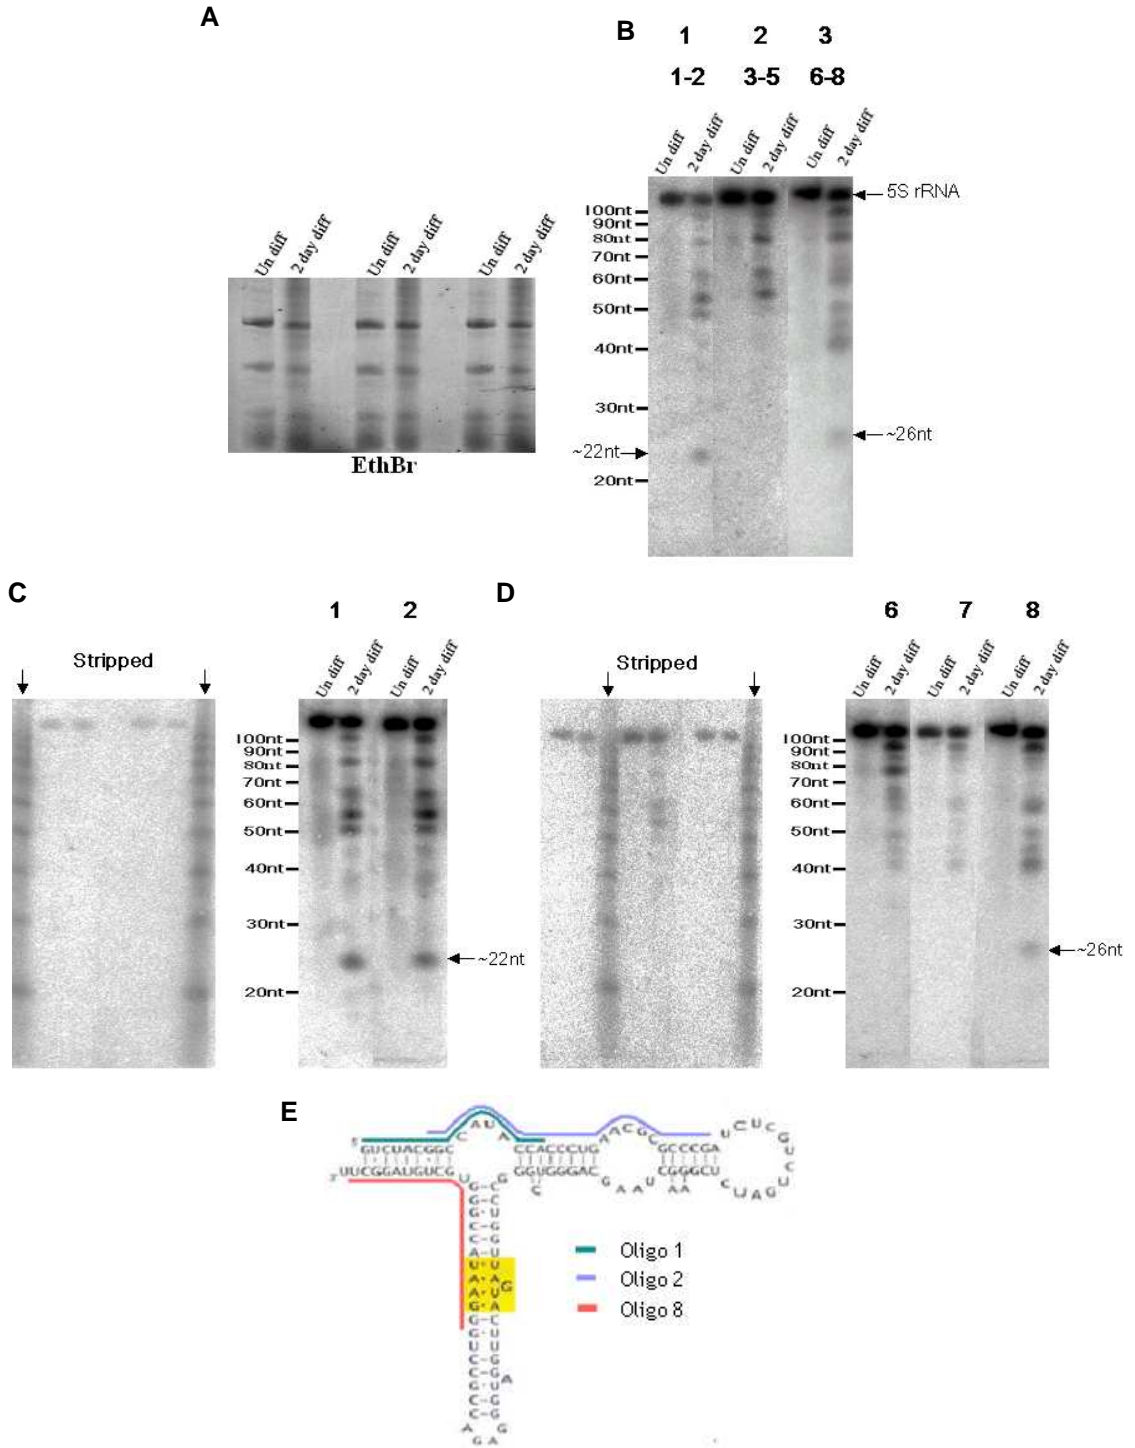 A
Un diff 2 day diff Un diff 2 day diff Un diff 2 day diff
EthBr
B
1 2 3
1-2 3-5 6-8
Un diff 2 day diff Un diff 2 day diff Un diff 2 day diff
5S rRNA
100nt
90nt
80nt
70nt
60nt
50nt
40nt
30nt
~26nt
~22nt
20nt
C
Stripped
1 2
Un diff 2 day diff Un diff 2 day diff
100nt
90nt
80nt
70nt
60nt
50nt
40nt
30nt
~22nt
20nt
D
Stripped
6 7 8
Un diff 2 day diff Un diff 2 day diff Un diff 2 day diff
100nt
90nt
80nt
70nt
60nt
50nt
40nt
30nt
~26nt
20nt
E
5' GUCUACGGCCAUACCACCCUGAACGCGCCCGAUCUCGUCUGAUCU
3' UUCGGAUGUCG
Oligo 1
Oligo 2
Oligo 8